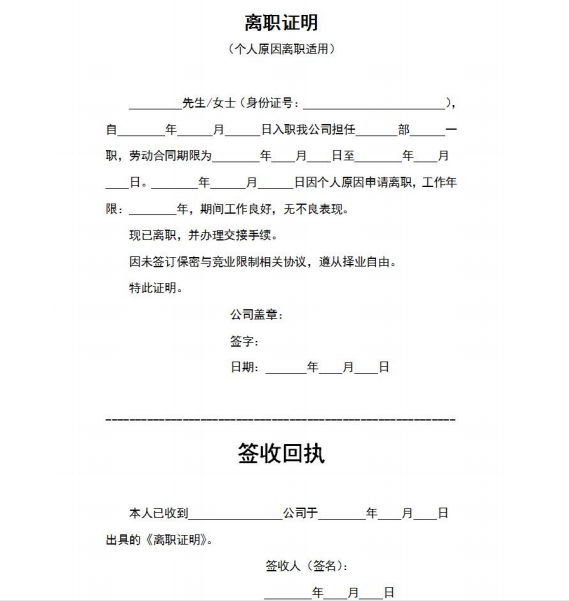 离职证明
（个人原因离职适用）
________先生/女士（身份证号：______________________），
自________年______月______日入职我公司担任_______部______一
职，劳动合同期限为________年____月____日至________年____月
____日。________年______月______日因个人原因申请离职，工作年
限：________年，期间工作良好，无不良表现。
现已离职，并办理交接手续。
因未签订保密与竞业限制相关协议，遵从择业自由。
特此证明。
公司盖章：
签字：
日期：_______年____月____日
签收回执
本人已收到________________公司于________年____月____日
出具的《离职证明》。
签收人（签名）：
________年____月____日